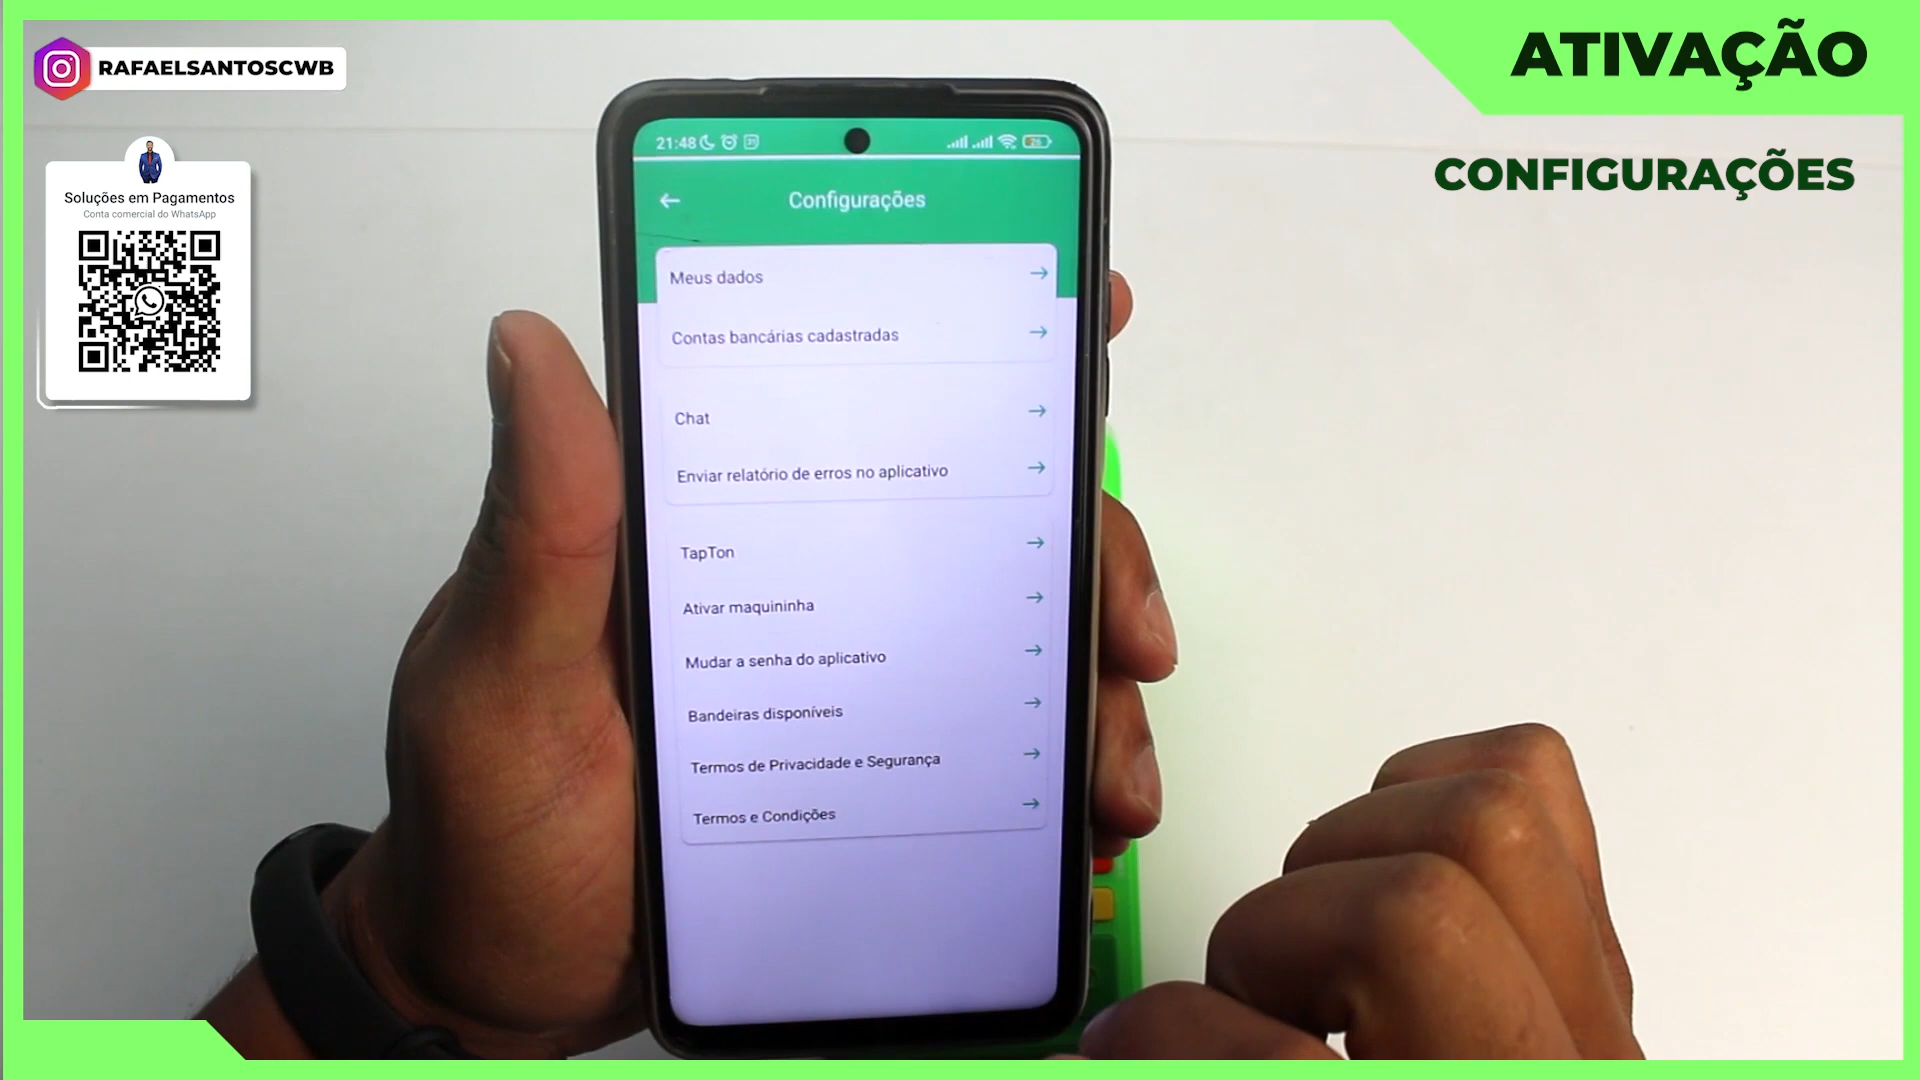 RAFAELSANTOSCWB
Soluções em Pagamentos
Conta comercial do WhatsApp
ATIVAÇÃO
CONFIGURAÇÕES
21:48
31
26
Configurações
Meus dados
Contas bancárias cadastradas
Chat
Enviar relatório de erros no aplicativo
TapTon
Ativar maquininha
Mudar a senha do aplicativo
Bandeiras disponíveis
Termos de Privacidade e Segurança
Termos e Condições